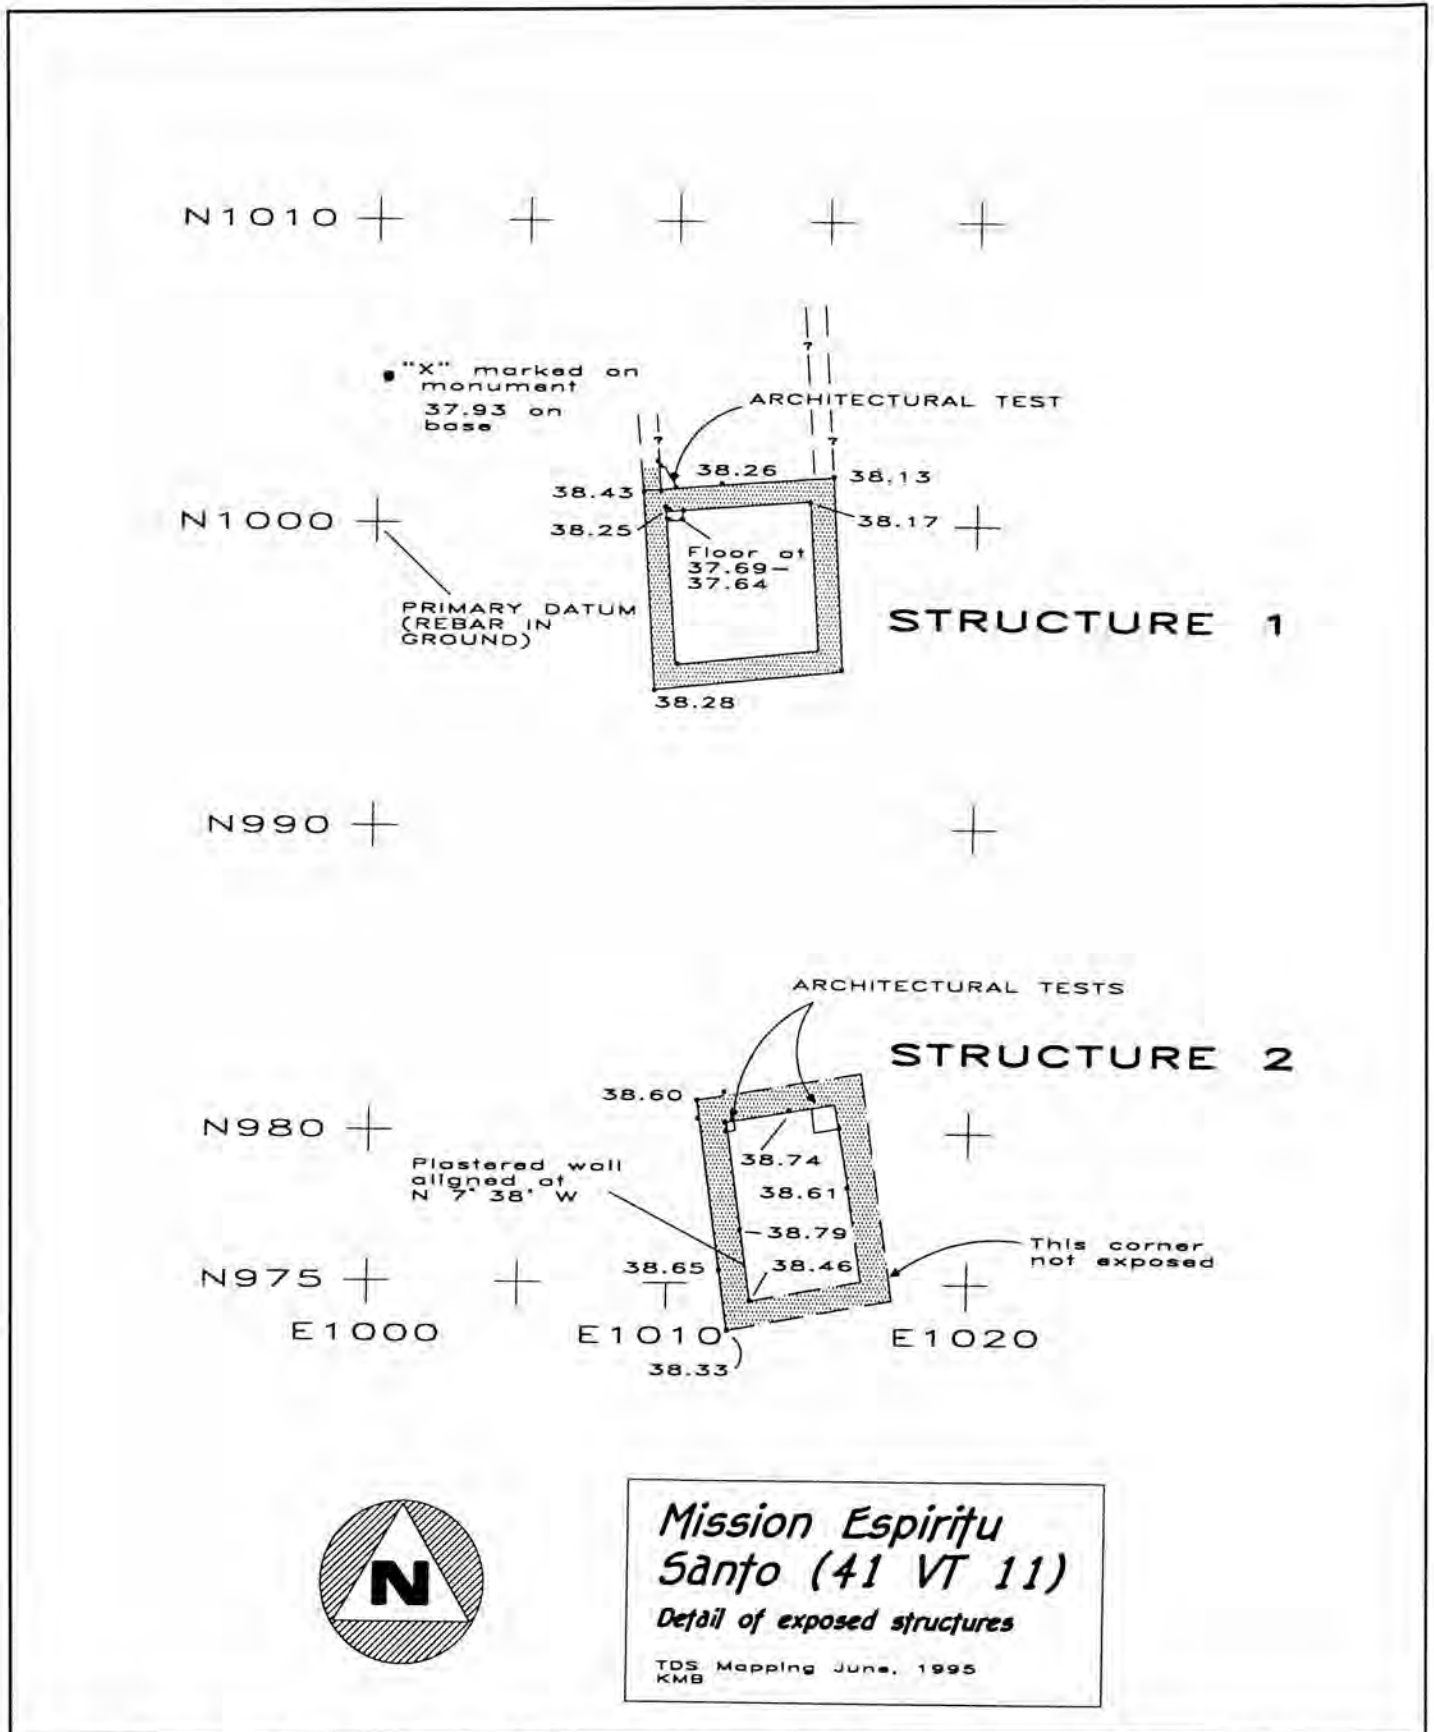 N1010
"X" marked on
monument
37.93 on
base
?
ARCHITECTURAL TEST
?
?
38.26
38.13
38.43
N1000
38.25
38.17
Floor at
37.69–
37.64
PRIMARY DATUM
(REBAR IN
GROUND)
STRUCTURE 1
38.28
N990
ARCHITECTURAL TESTS
STRUCTURE 2
38.60
N980
38.74
Plastered wall
aligned at
N 7° 38' W
38.61
38.79
This corner
not exposed
N975
38.65
38.46
E1000
E1010
E1020
38.33
N
Mission Espiritu
Santo (41 VT 11)
Detail of exposed structures
TDS Mapping June, 1995
KMB